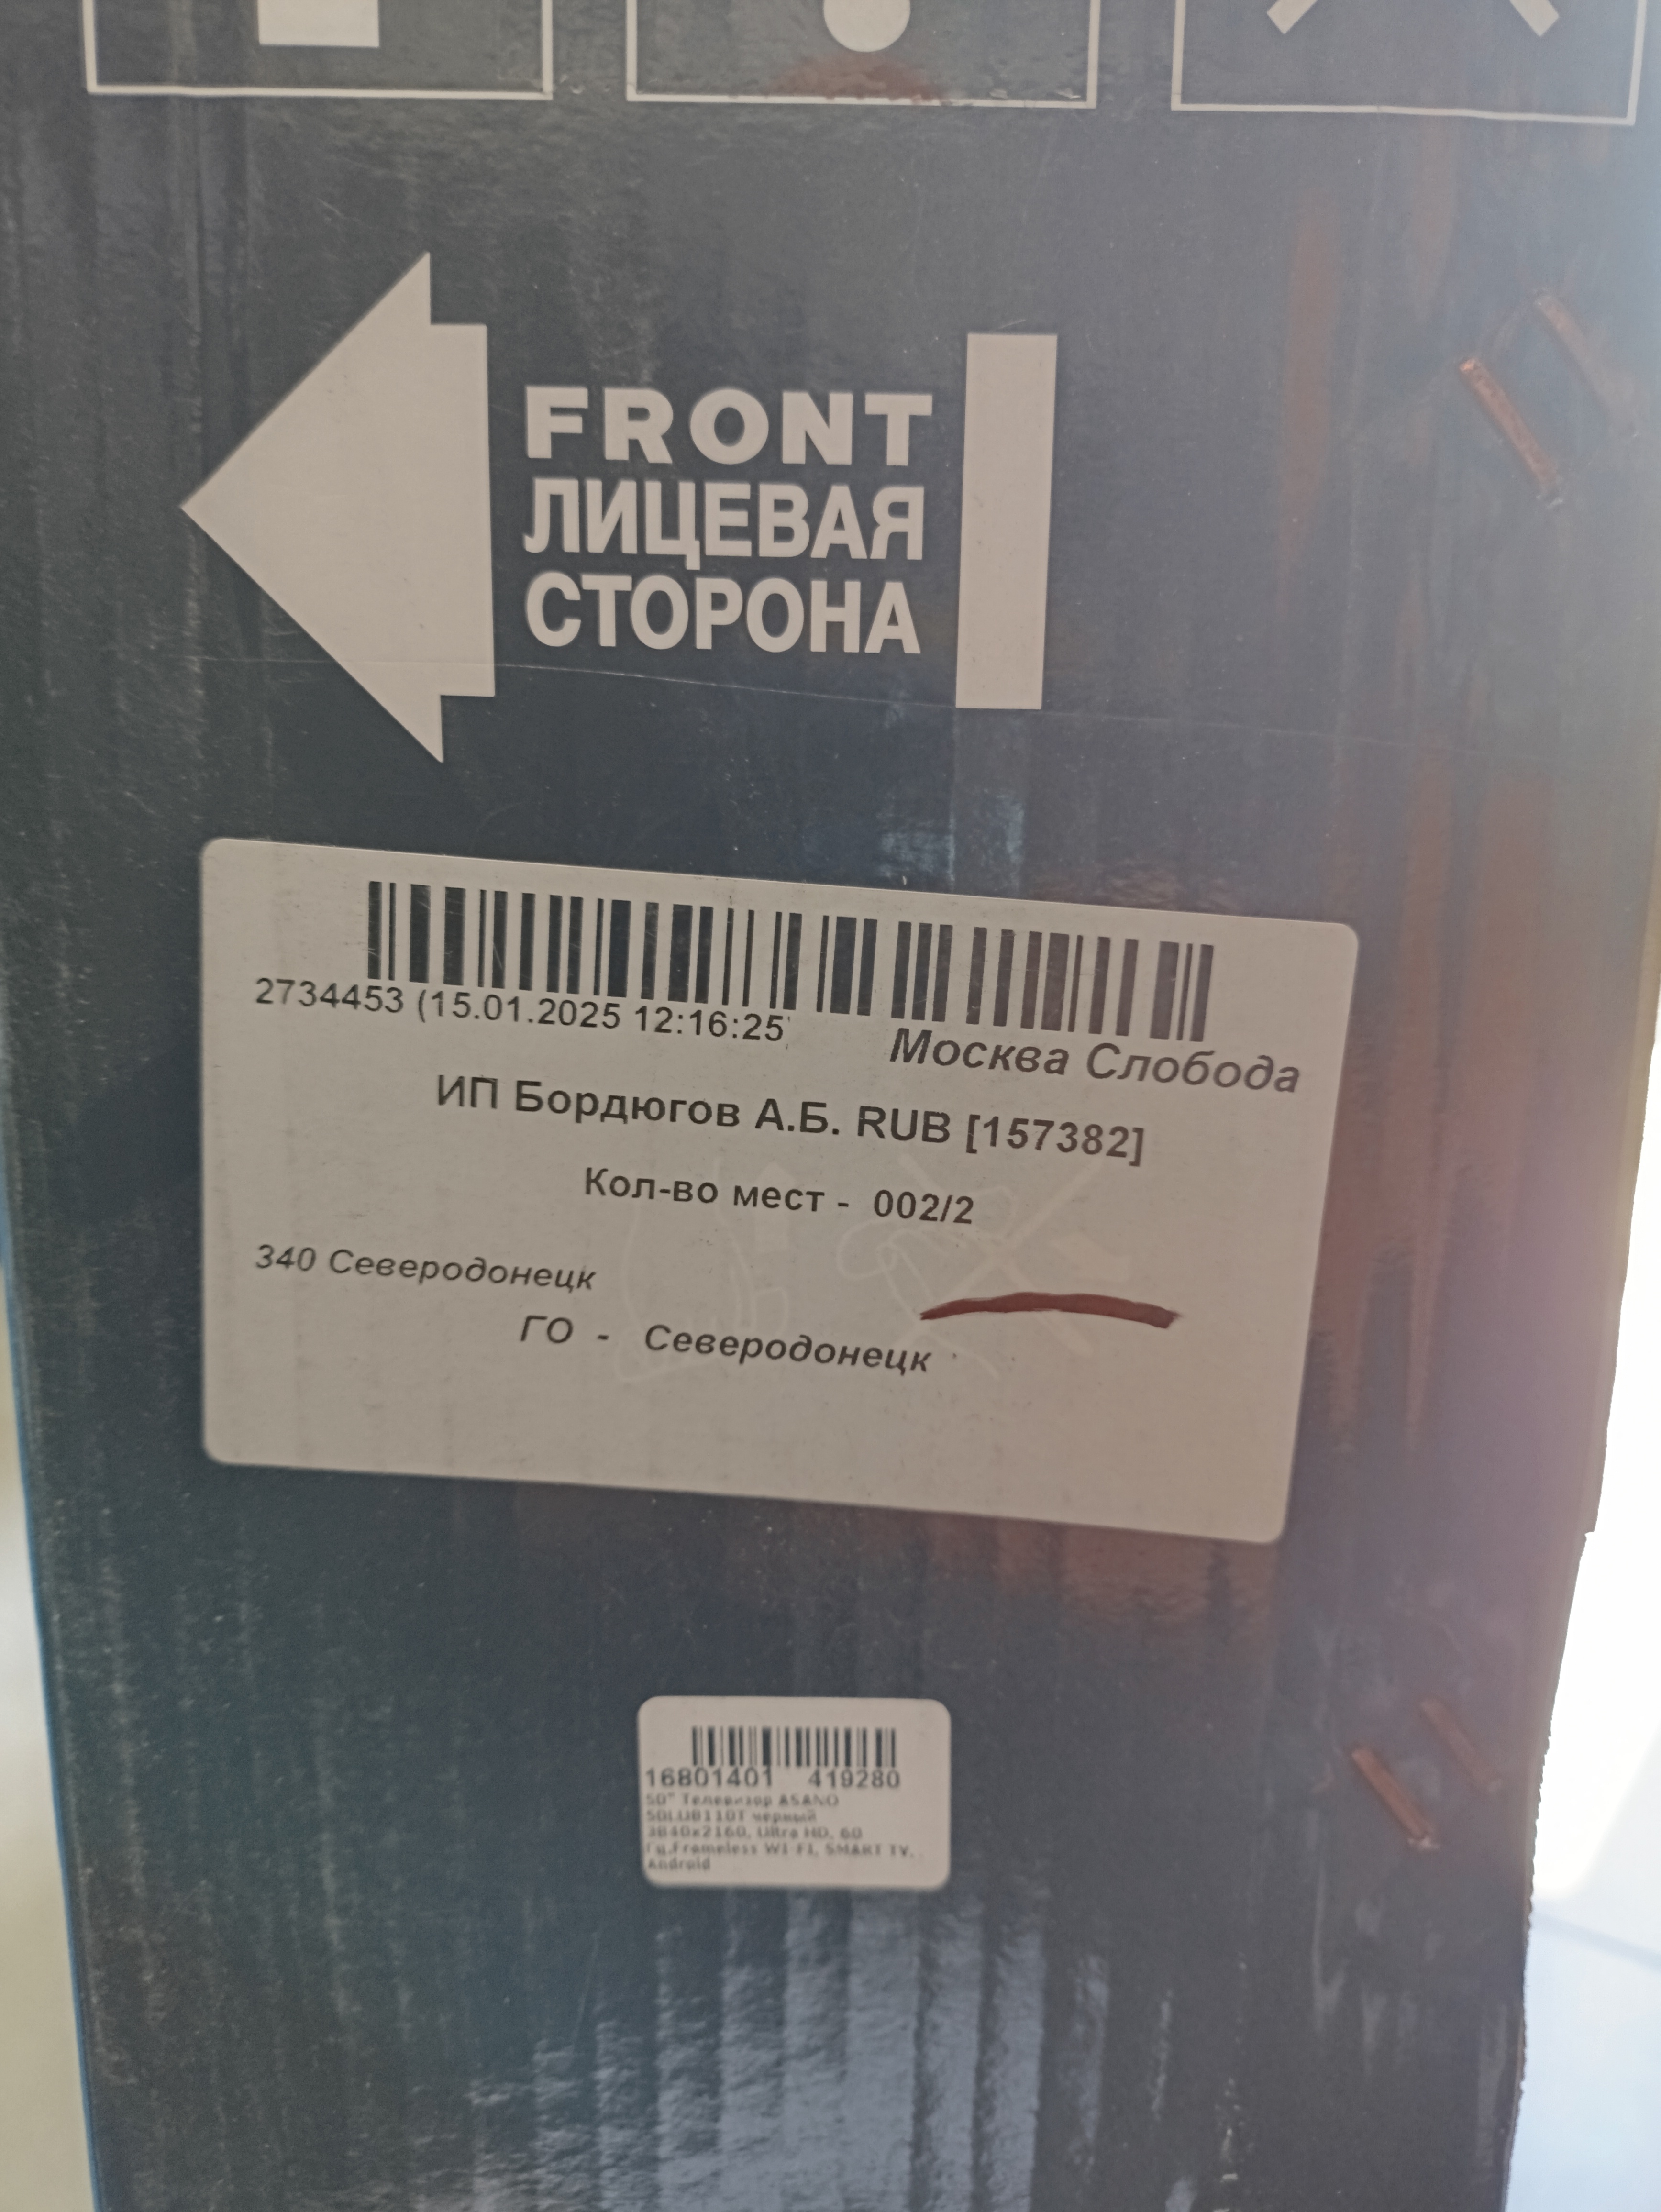 FRONT
ЛИЦЕВАЯ
СТОРОНА
2734453 (15.01.2025 12:16:25
Москва Слобода
ИП Бордюгов А.Б. RUB [157382]
Кол-во мест - 002/2
340 Северодонецк
ГО - Северодонецк
16801401 419280
50" Телевизор ASANO
50LU8110T черный
3840x2160, Ultra HD, 60
Гц,Frameless WI-FI, SMART TV,
Android